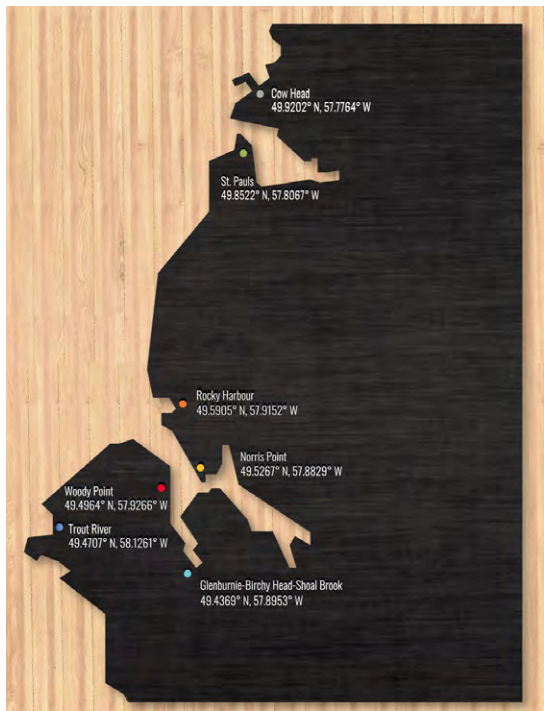 Cow Head
49.9202° N, 57.7764° W
St. Pauls
49.8522° N, 57.8067° W
Rocky Harbour
49.5905° N, 57.9152° W
Norris Point
49.5267° N, 57.8829° W
Woody Point
49.4964° N, 57.9266° W
Trout River
49.4707° N, 58.1261° W
Glenburnie-Birchy Head-Shoal Brook
49.4369° N, 57.8953° W